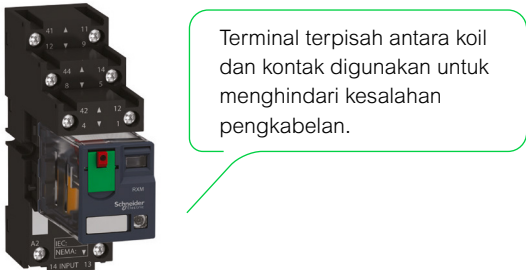 41 ▲ 11
12 ▼ 9
44 ▲ 14
8 ▼ 5
42 ▲ 12
4 ▼ 1
RXM
Schneider
Electric
A2 IEC:
NEMA: ▼
14 INPUT 13
Terminal terpisah antara koil
dan kontak digunakan untuk
menghindari kesalahan
pengkabelan.